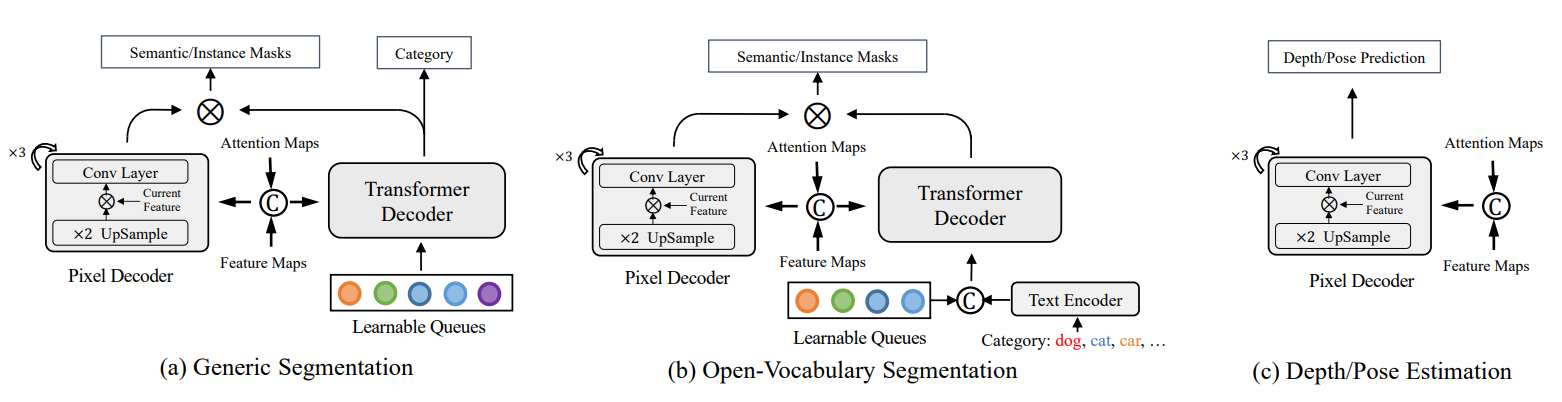 Semantic/Instance Masks
Category
×3
Attention Maps
Conv Layer
Current
Feature
×2 UpSample
C
Transformer
Decoder
Pixel Decoder
Feature Maps
Learnable Queues
(a) Generic Segmentation
Semantic/Instance Masks
×3
Attention Maps
Conv Layer
Current
Feature
×2 UpSample
C
Transformer
Decoder
Pixel Decoder
Feature Maps
C
Text Encoder
Learnable Queues
Category: dog, cat, car, …
(b) Open-Vocabulary Segmentation
Depth/Pose Prediction
×3
Attention Maps
Conv Layer
Current
Feature
×2 UpSample
C
Pixel Decoder
Feature Maps
(c) Depth/Pose Estimation